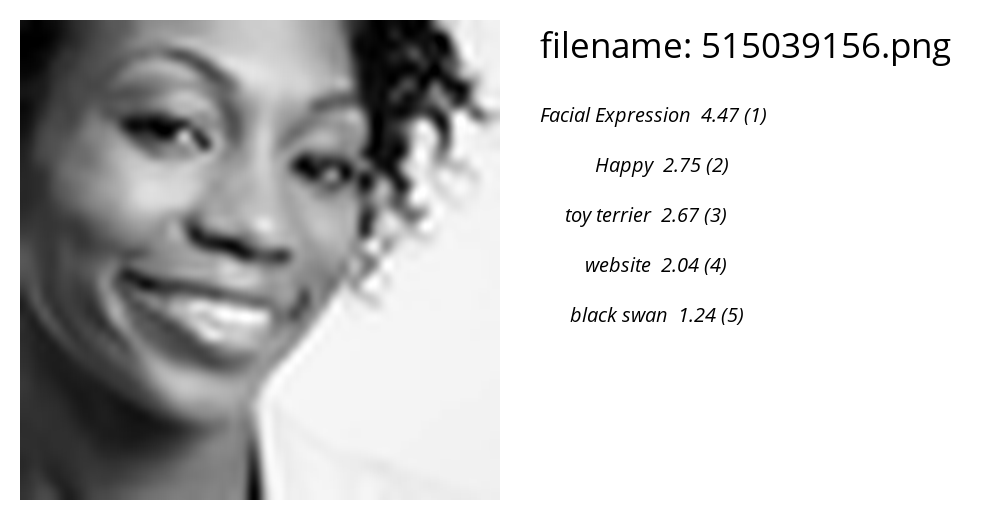 filename: 515039156.png
Facial Expression 4.47 (1)
Happy 2.75 (2)
toy terrier 2.67 (3)
website 2.04 (4)
black swan 1.24 (5)